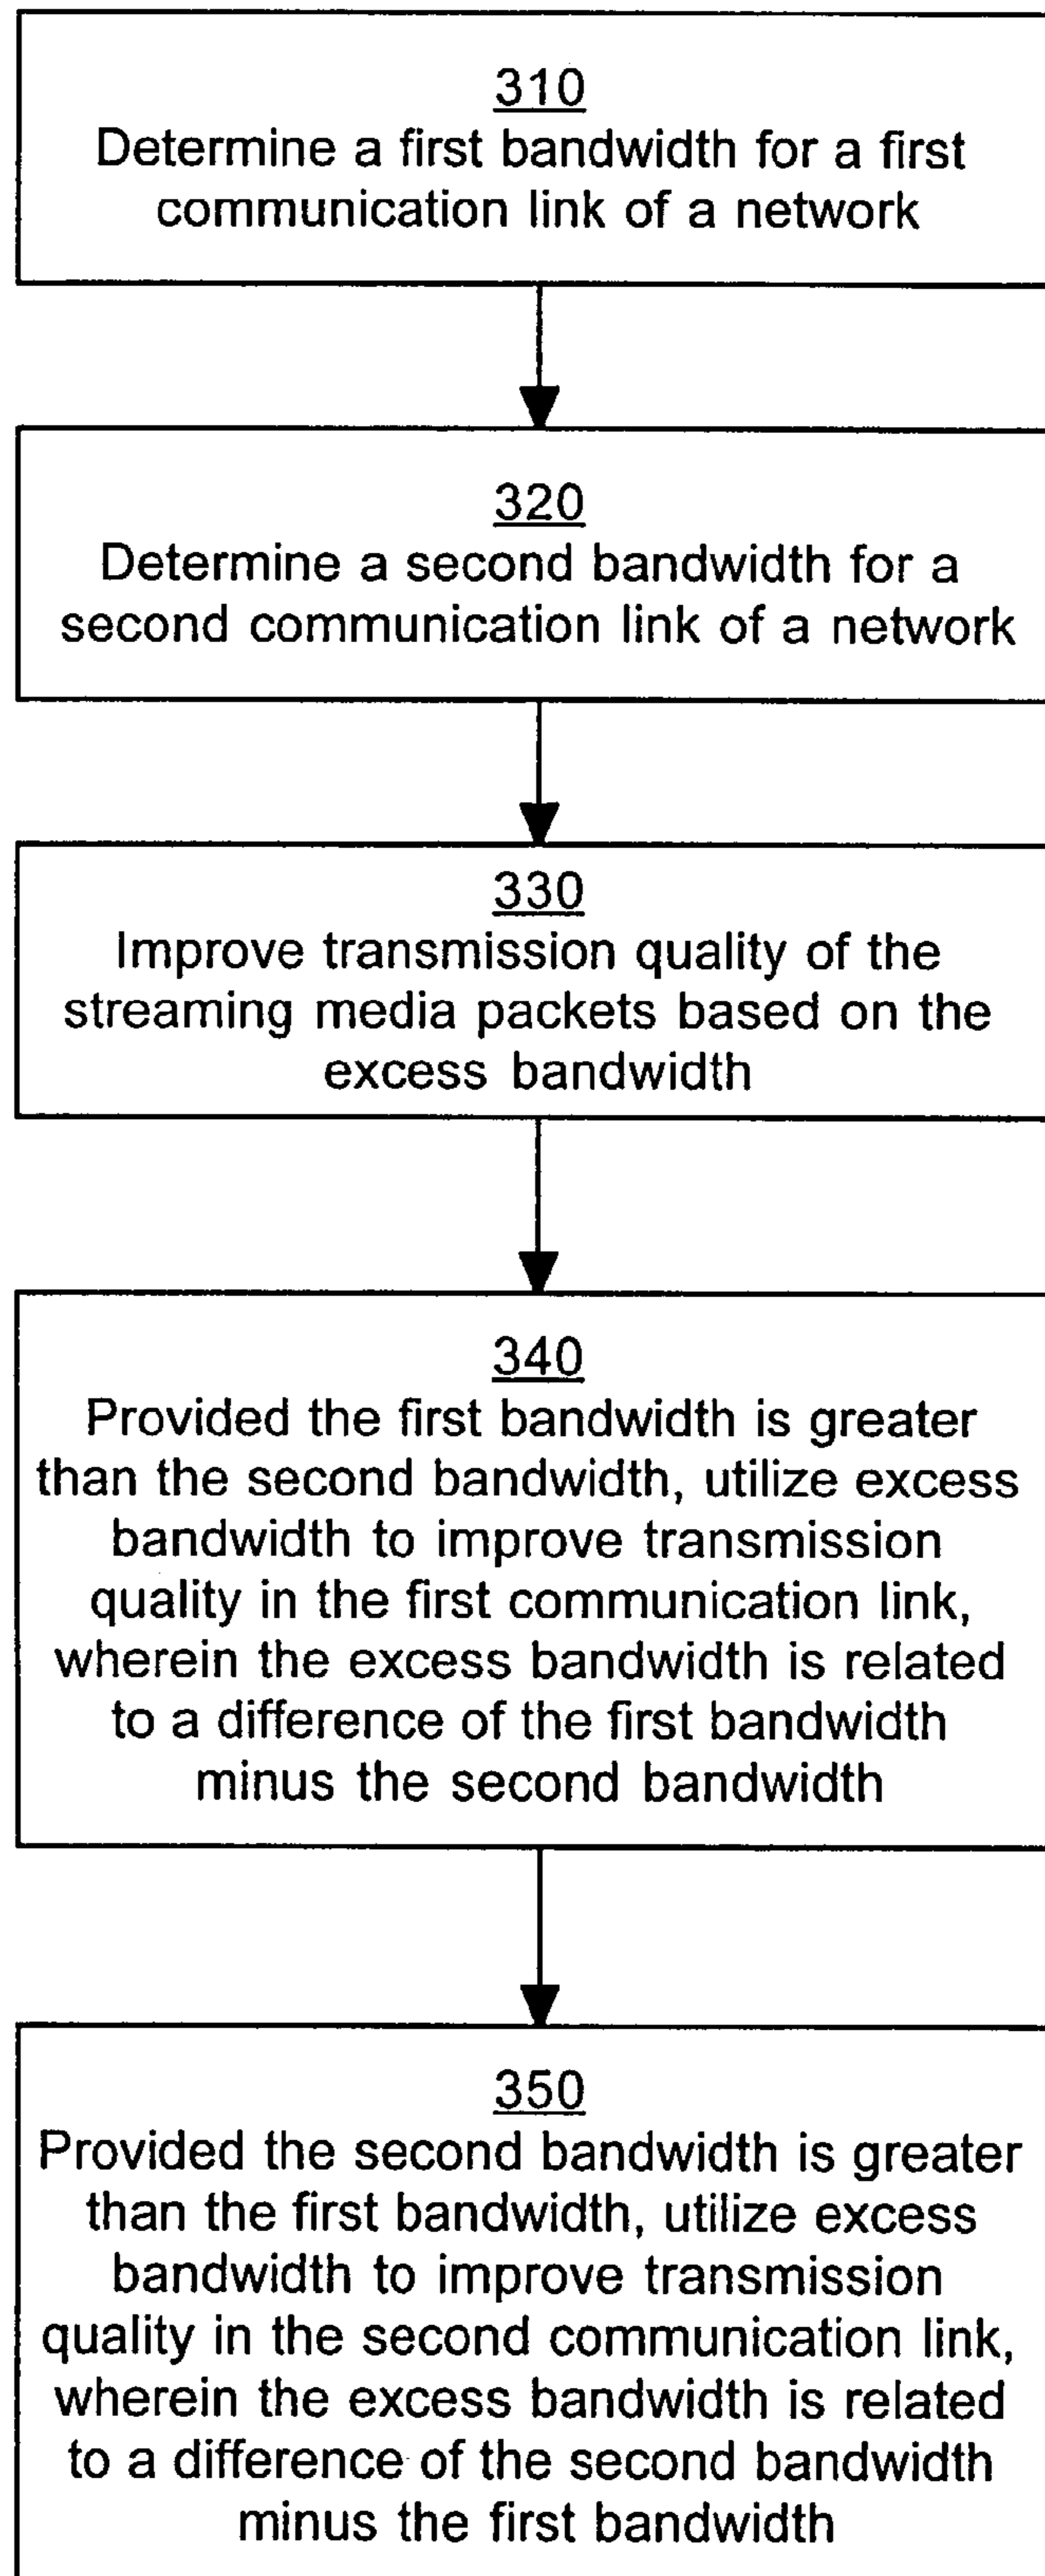 310
Determine a first bandwidth for a first
communication link of a network
320
Determine a second bandwidth for a
second communication link of a network
330
Improve transmission quality of the
streaming media packets based on the
excess bandwidth
340
Provided the first bandwidth is greater
than the second bandwidth, utilize excess
bandwidth to improve transmission
quality in the first communication link,
wherein the excess bandwidth is related
to a difference of the first bandwidth
minus the second bandwidth
350
Provided the second bandwidth is greater
than the first bandwidth, utilize excess
bandwidth to improve transmission
quality in the second communication link,
wherein the excess bandwidth is related
to a difference of the second bandwidth
minus the first bandwidth